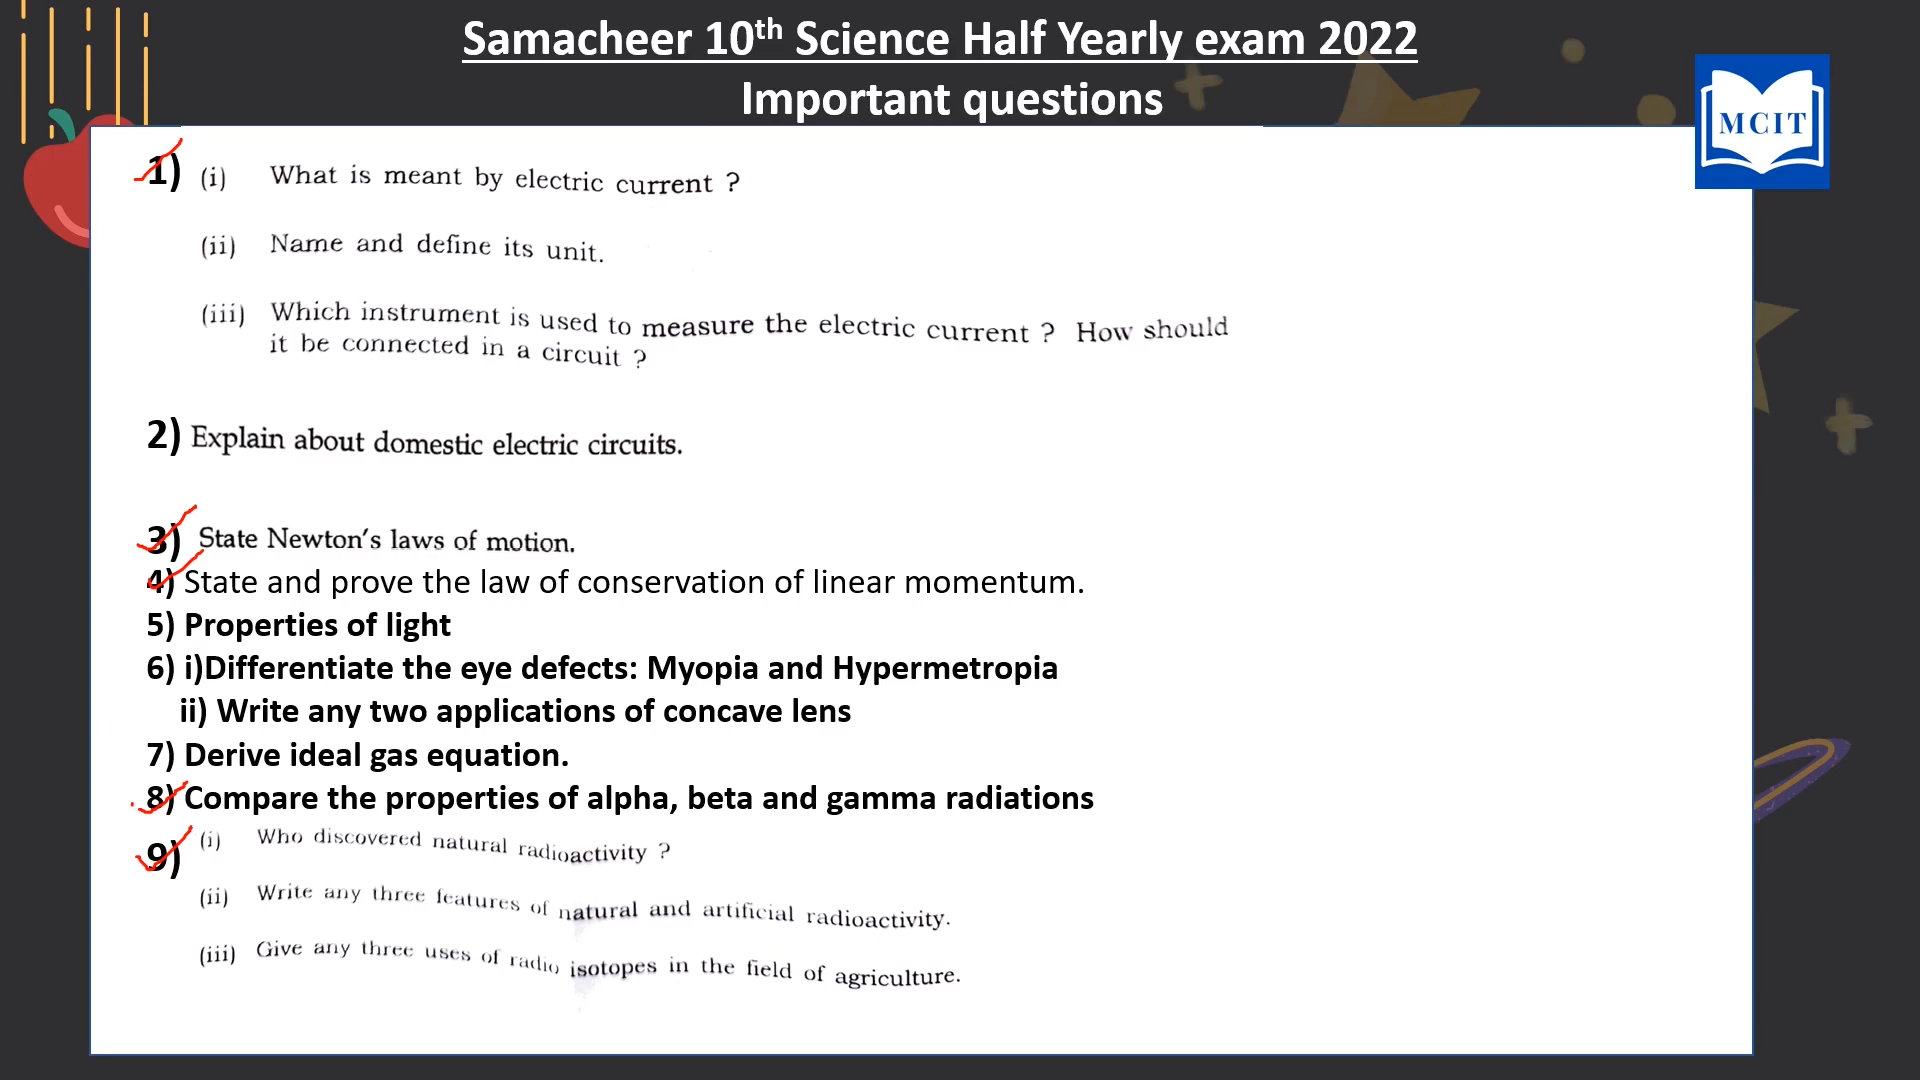 Samacheer 10th Science Half Yearly exam 2022
Important questions
MCIT
1) (i) What is meant by electric current ?
(ii) Name and define its unit.
(iii) Which instrument is used to measure the electric current ? How should
it be connected in a circuit ?
2) Explain about domestic electric circuits.
3) State Newton's laws of motion.
4) State and prove the law of conservation of linear momentum.
5) Properties of light
6) i)Differentiate the eye defects: Myopia and Hypermetropia
ii) Write any two applications of concave lens
7) Derive ideal gas equation.
8) Compare the properties of alpha, beta and gamma radiations
9) (i) Who discovered natural radioactivity ?
(ii) Write any three features of natural and artificial radioactivity.
(iii) Give any three uses of radio isotopes in the field of agriculture.